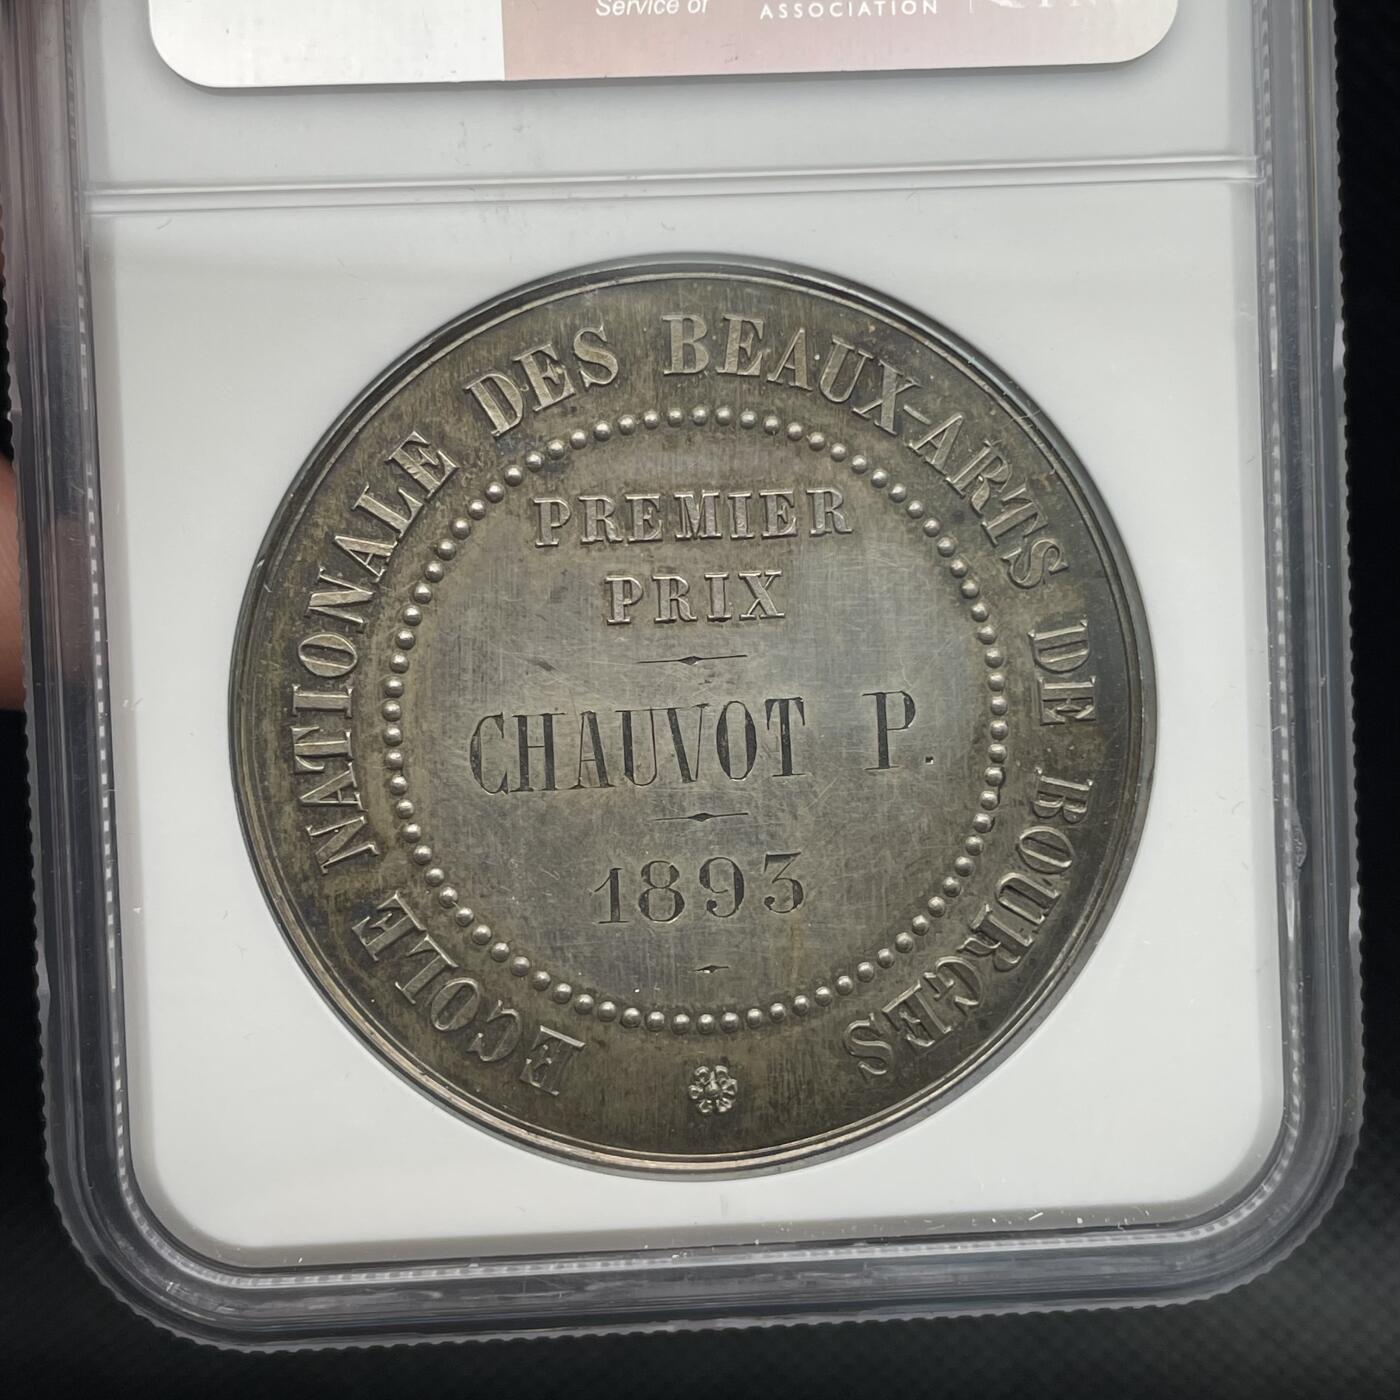 Service of
ASSOCIATION
ECOLE NATIONALE DES BEAUX-ARTS DE BOURGES
PREMIER
PRIX
CHAUVOT P.
1893